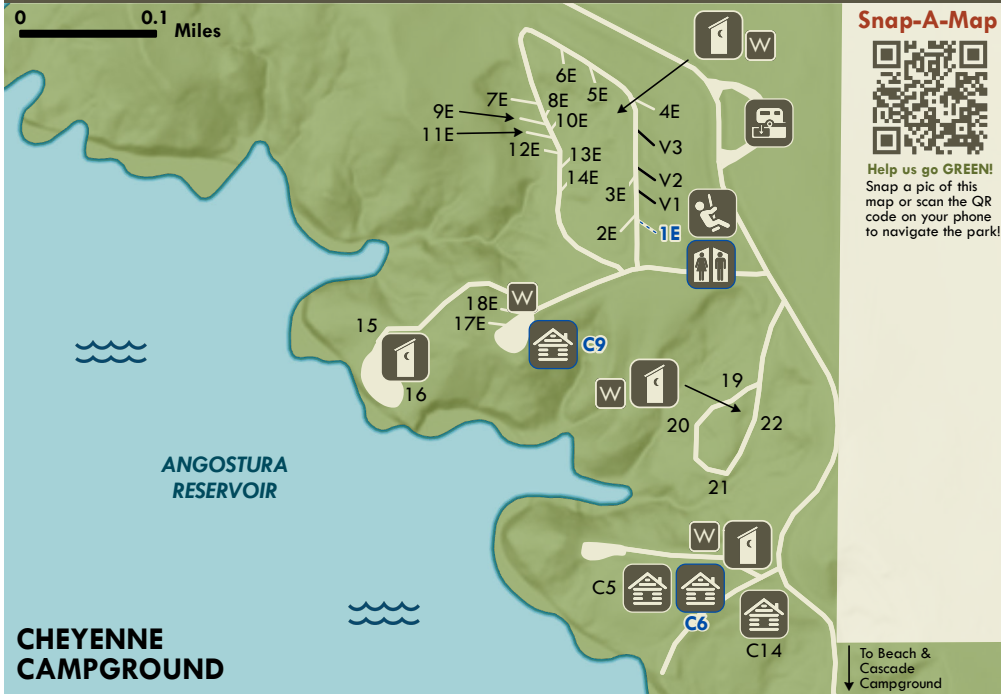 0 0.1
Miles
Snap-A-Map
Help us go GREEN!
Snap a pic of this
map or scan the QR
code on your phone
to navigate the park!
W
6E
5E
7E
8E
4E
9E
10E
11E
V3
12E
13E
14E
V2
3E
V1
2E
1E
W
18E
17E
15
C9
16
W
19
20
22
21
ANGOSTURA
RESERVOIR
W
C5
C6
C14
CHEYENNE
CAMPGROUND
To Beach &
Cascade
Campground